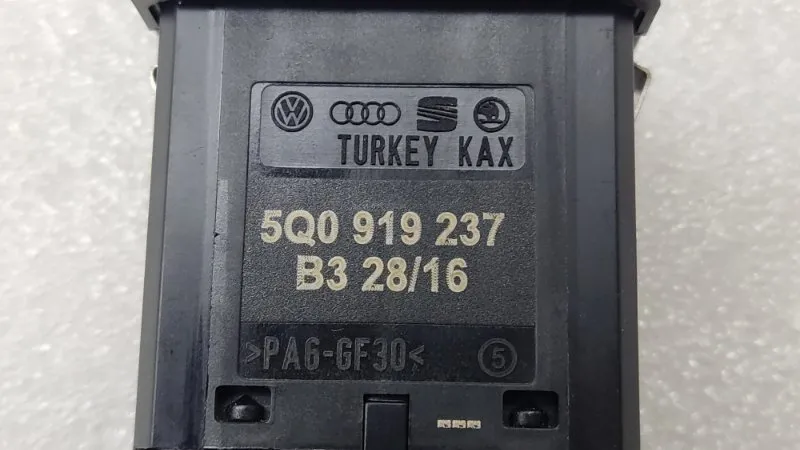 TURKEY KAX
5Q0 919 237
B3 28/16
>PA6-GF30< 5